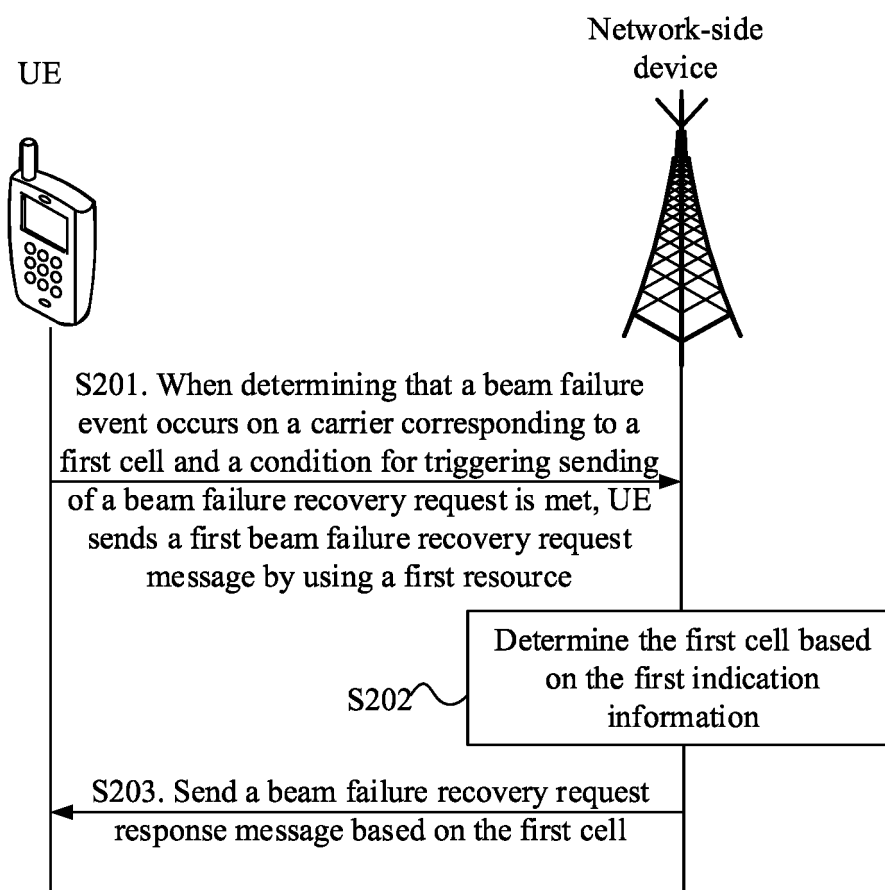 Network-side
device
UE
S201. When determining that a beam failure
event occurs on a carrier corresponding to a
first cell and a condition for triggering sending
of a beam failure recovery request is met, UE
sends a first beam failure recovery request
message by using a first resource
Determine the first cell based
on the first indication
information
S202
S203. Send a beam failure recovery request
response message based on the first cell